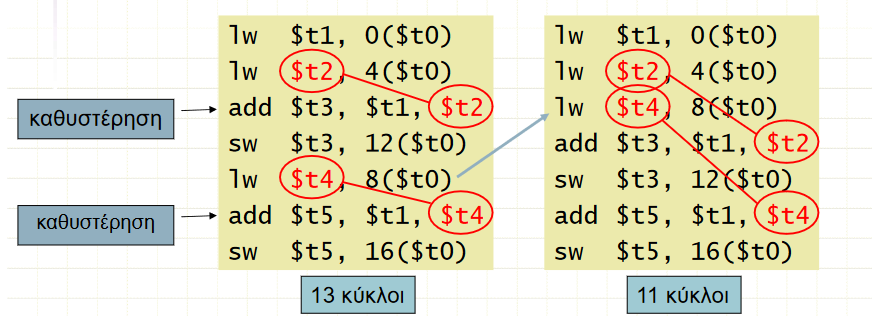 lw $t1, 0($t0)
lw $t2, 4($t0)
add $t3, $t1, $t2
sw $t3, 12($t0)
lw $t4, 8($t0)
add $t5, $t1, $t4
sw $t5, 16($t0)
καθυστέρηση
καθυστέρηση
13 κύκλοι
lw $t1, 0($t0)
lw $t2, 4($t0)
lw $t4, 8($t0)
add $t3, $t1, $t2
sw $t3, 12($t0)
add $t5, $t1, $t4
sw $t5, 16($t0)
11 κύκλοι